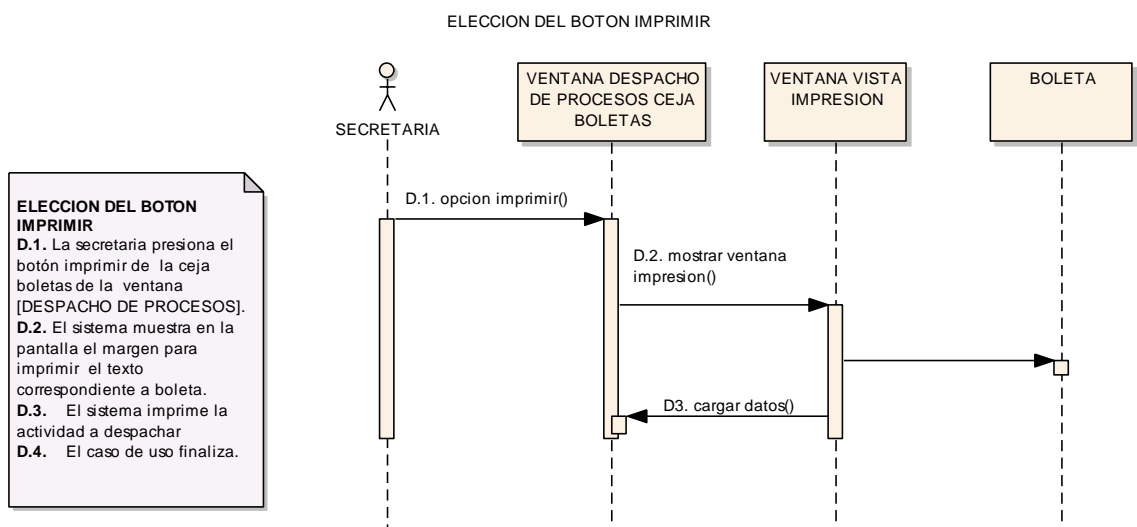 ELECCION DEL BOTON IMPRIMIR
SECRETARIA
VENTANA DESPACHO
DE PROCESOS CEJA
BOLETAS
VENTANA VISTA
IMPRESION
BOLETA
ELECCION DEL BOTON
IMPRIMIR
D.1. La secretaria presiona el
botón imprimir de la ceja
boletas de la ventana
[DESPACHO DE PROCESOS].
D.2. El sistema muestra en la
pantalla el margen para
imprimir el texto
correspondiente a boleta.
D.3. El sistema imprime la
actividad a despachar
D.4. El caso de uso finaliza.
D.1. opcion imprimir()
D.2. mostrar ventana
impresion()
D3. cargar datos()